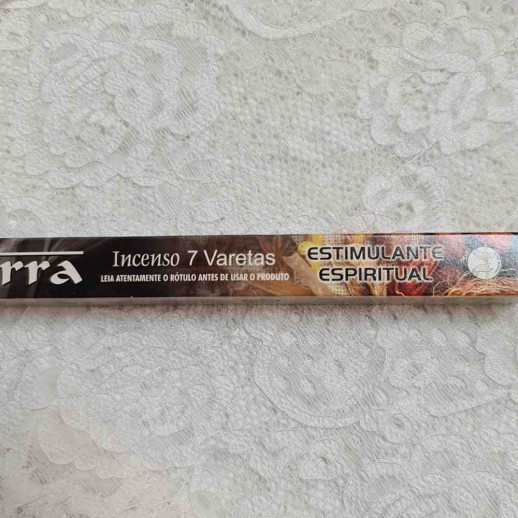 rra
Incenso 7 Varetas
LEIA ATENTAMENTE O RÓTULO ANTES DE USAR O PRODUTO
ESTIMULANTE
ESPIRITUAL